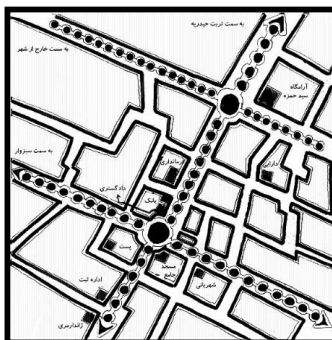 به سمت تربت حیدریه
به سمت خارج از شهر
آرامگاه
سید حمزه
فرمانداری
دارایی
به سمت سبزوار
دادگستری
بانک
پست
مسجد
جامع
شهربانی
اداره ثبت
ژاندارمری